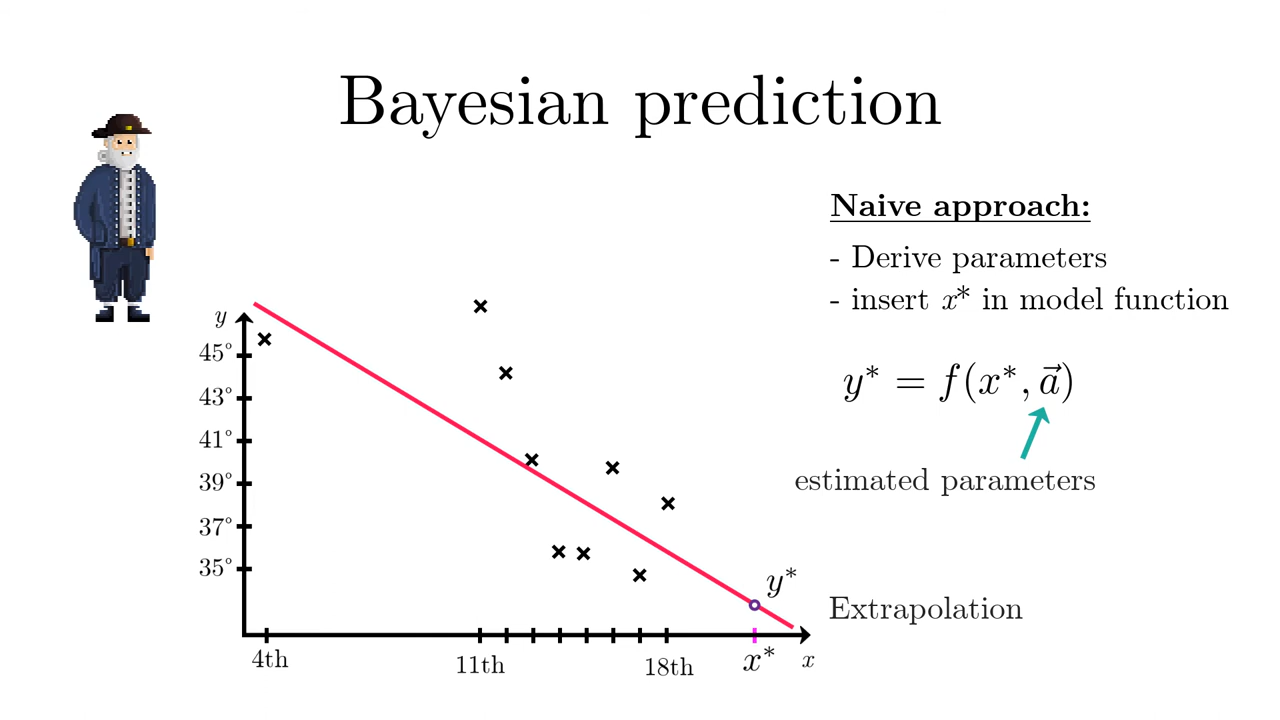 Bayesian prediction
Naive approach:
- Derive parameters
- insert x* in model function
y* = f(x*, a⃗)
estimated parameters
y
45°
43°
41°
39°
37°
35°
y*
Extrapolation
4th
11th
18th
x*
x